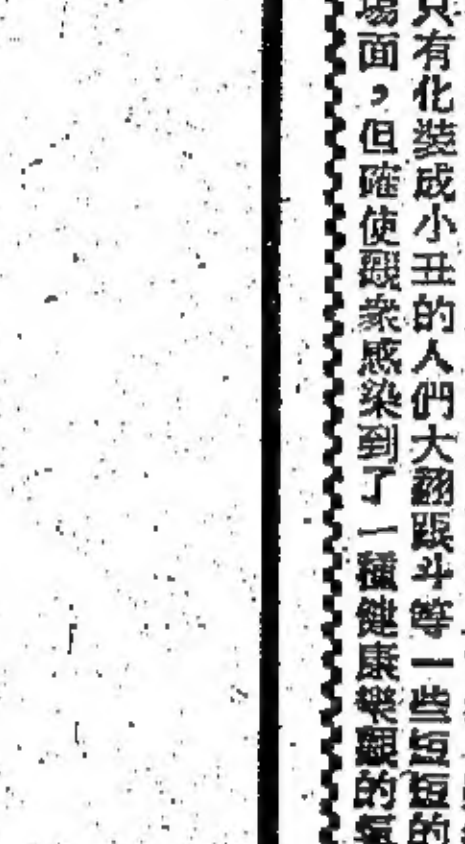 只有化裝成小丑的人們大翻跟斗等一些短短的
場面，但確使觀衆感染到了一種健康樂觀的氣